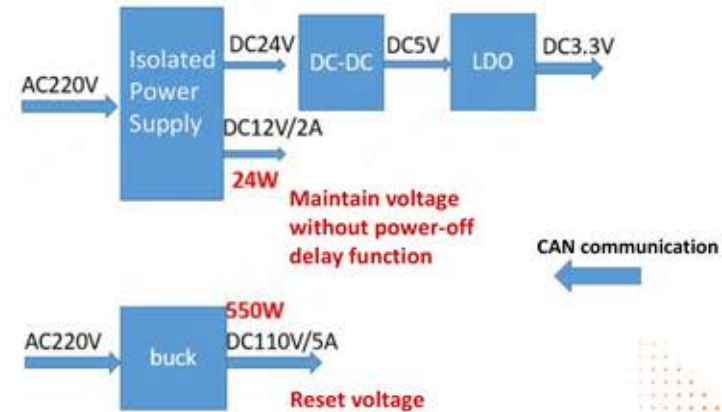 AC220V
Isolated
Power
Supply
DC24V
DC-DC
DC5V
LDO
DC3.3V
DC12V/2A
24W
Maintain voltage
without power-off
delay function
CAN communication
AC220V
buck
550W
DC110V/5A
Reset voltage